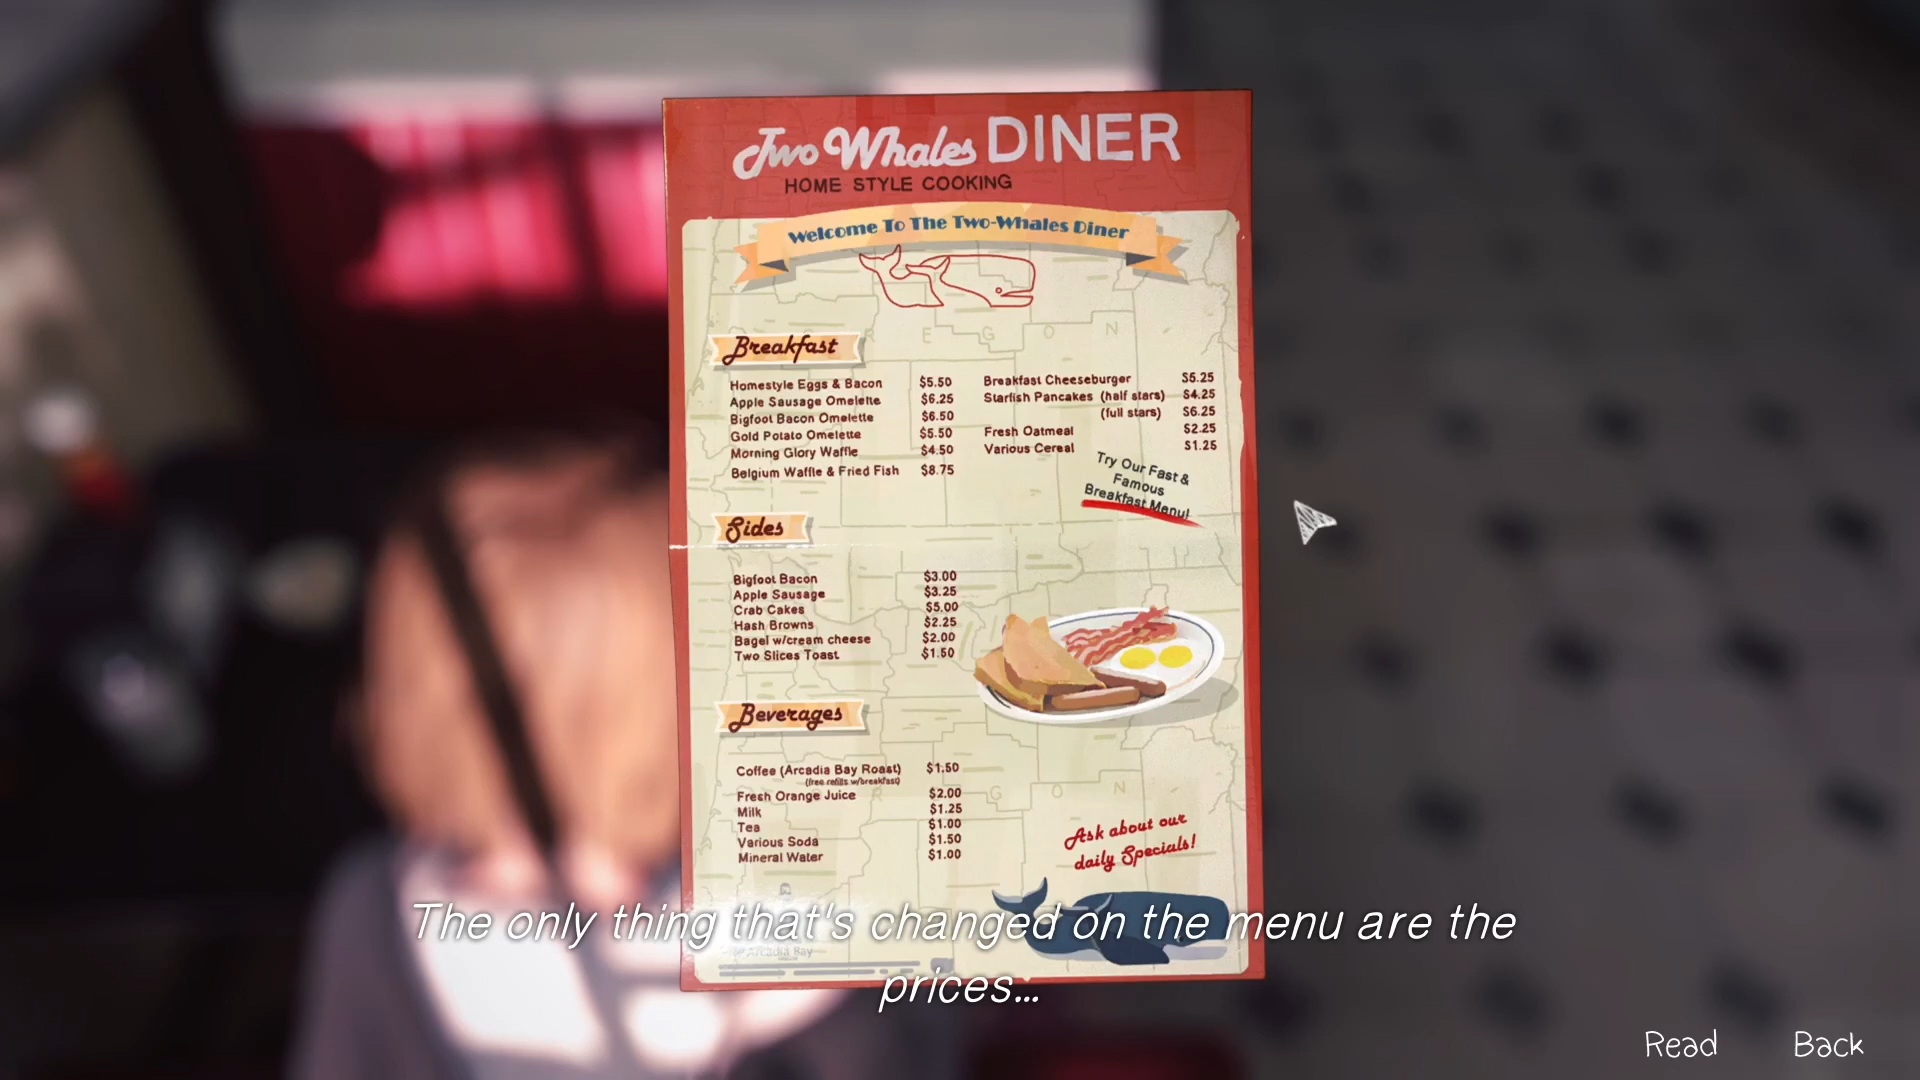 Two Whales DINER
HOME STYLE COOKING
Welcome To The Two-Whales Diner
O R E G O N
Breakfast
Homestyle Eggs & Bacon $5.50
Apple Sausage Omelette $6.25
Bigfoot Bacon Omelette $6.50
Gold Potato Omelette $5.50
Morning Glory Waffle $4.50
Belgium Waffle & Fried Fish $8.75
Breakfast Cheeseburger $5.25
Starfish Pancakes (half stars) $4.25
(full stars) $6.25
Fresh Oatmeal $2.25
Various Cereal $1.25
Try Our Fast &
Famous
Breakfast Menu!
Sides
Bigfoot Bacon $3.00
Apple Sausage $3.25
Crab Cakes $5.00
Hash Browns $2.25
Bagel w/cream cheese $2.00
Two Slices Toast $1.50
Beverages
Coffee (Arcadia Bay Roast) $1.50
(free refills w/breakfast)
Fresh Orange Juice $2.00
Milk $1.25
Tea $1.00
Various Soda $1.50
Mineral Water $1.00
Ask about our
daily Specials!
Arcadia Bay
The only thing that's changed on the menu are the
prices...
Read Back